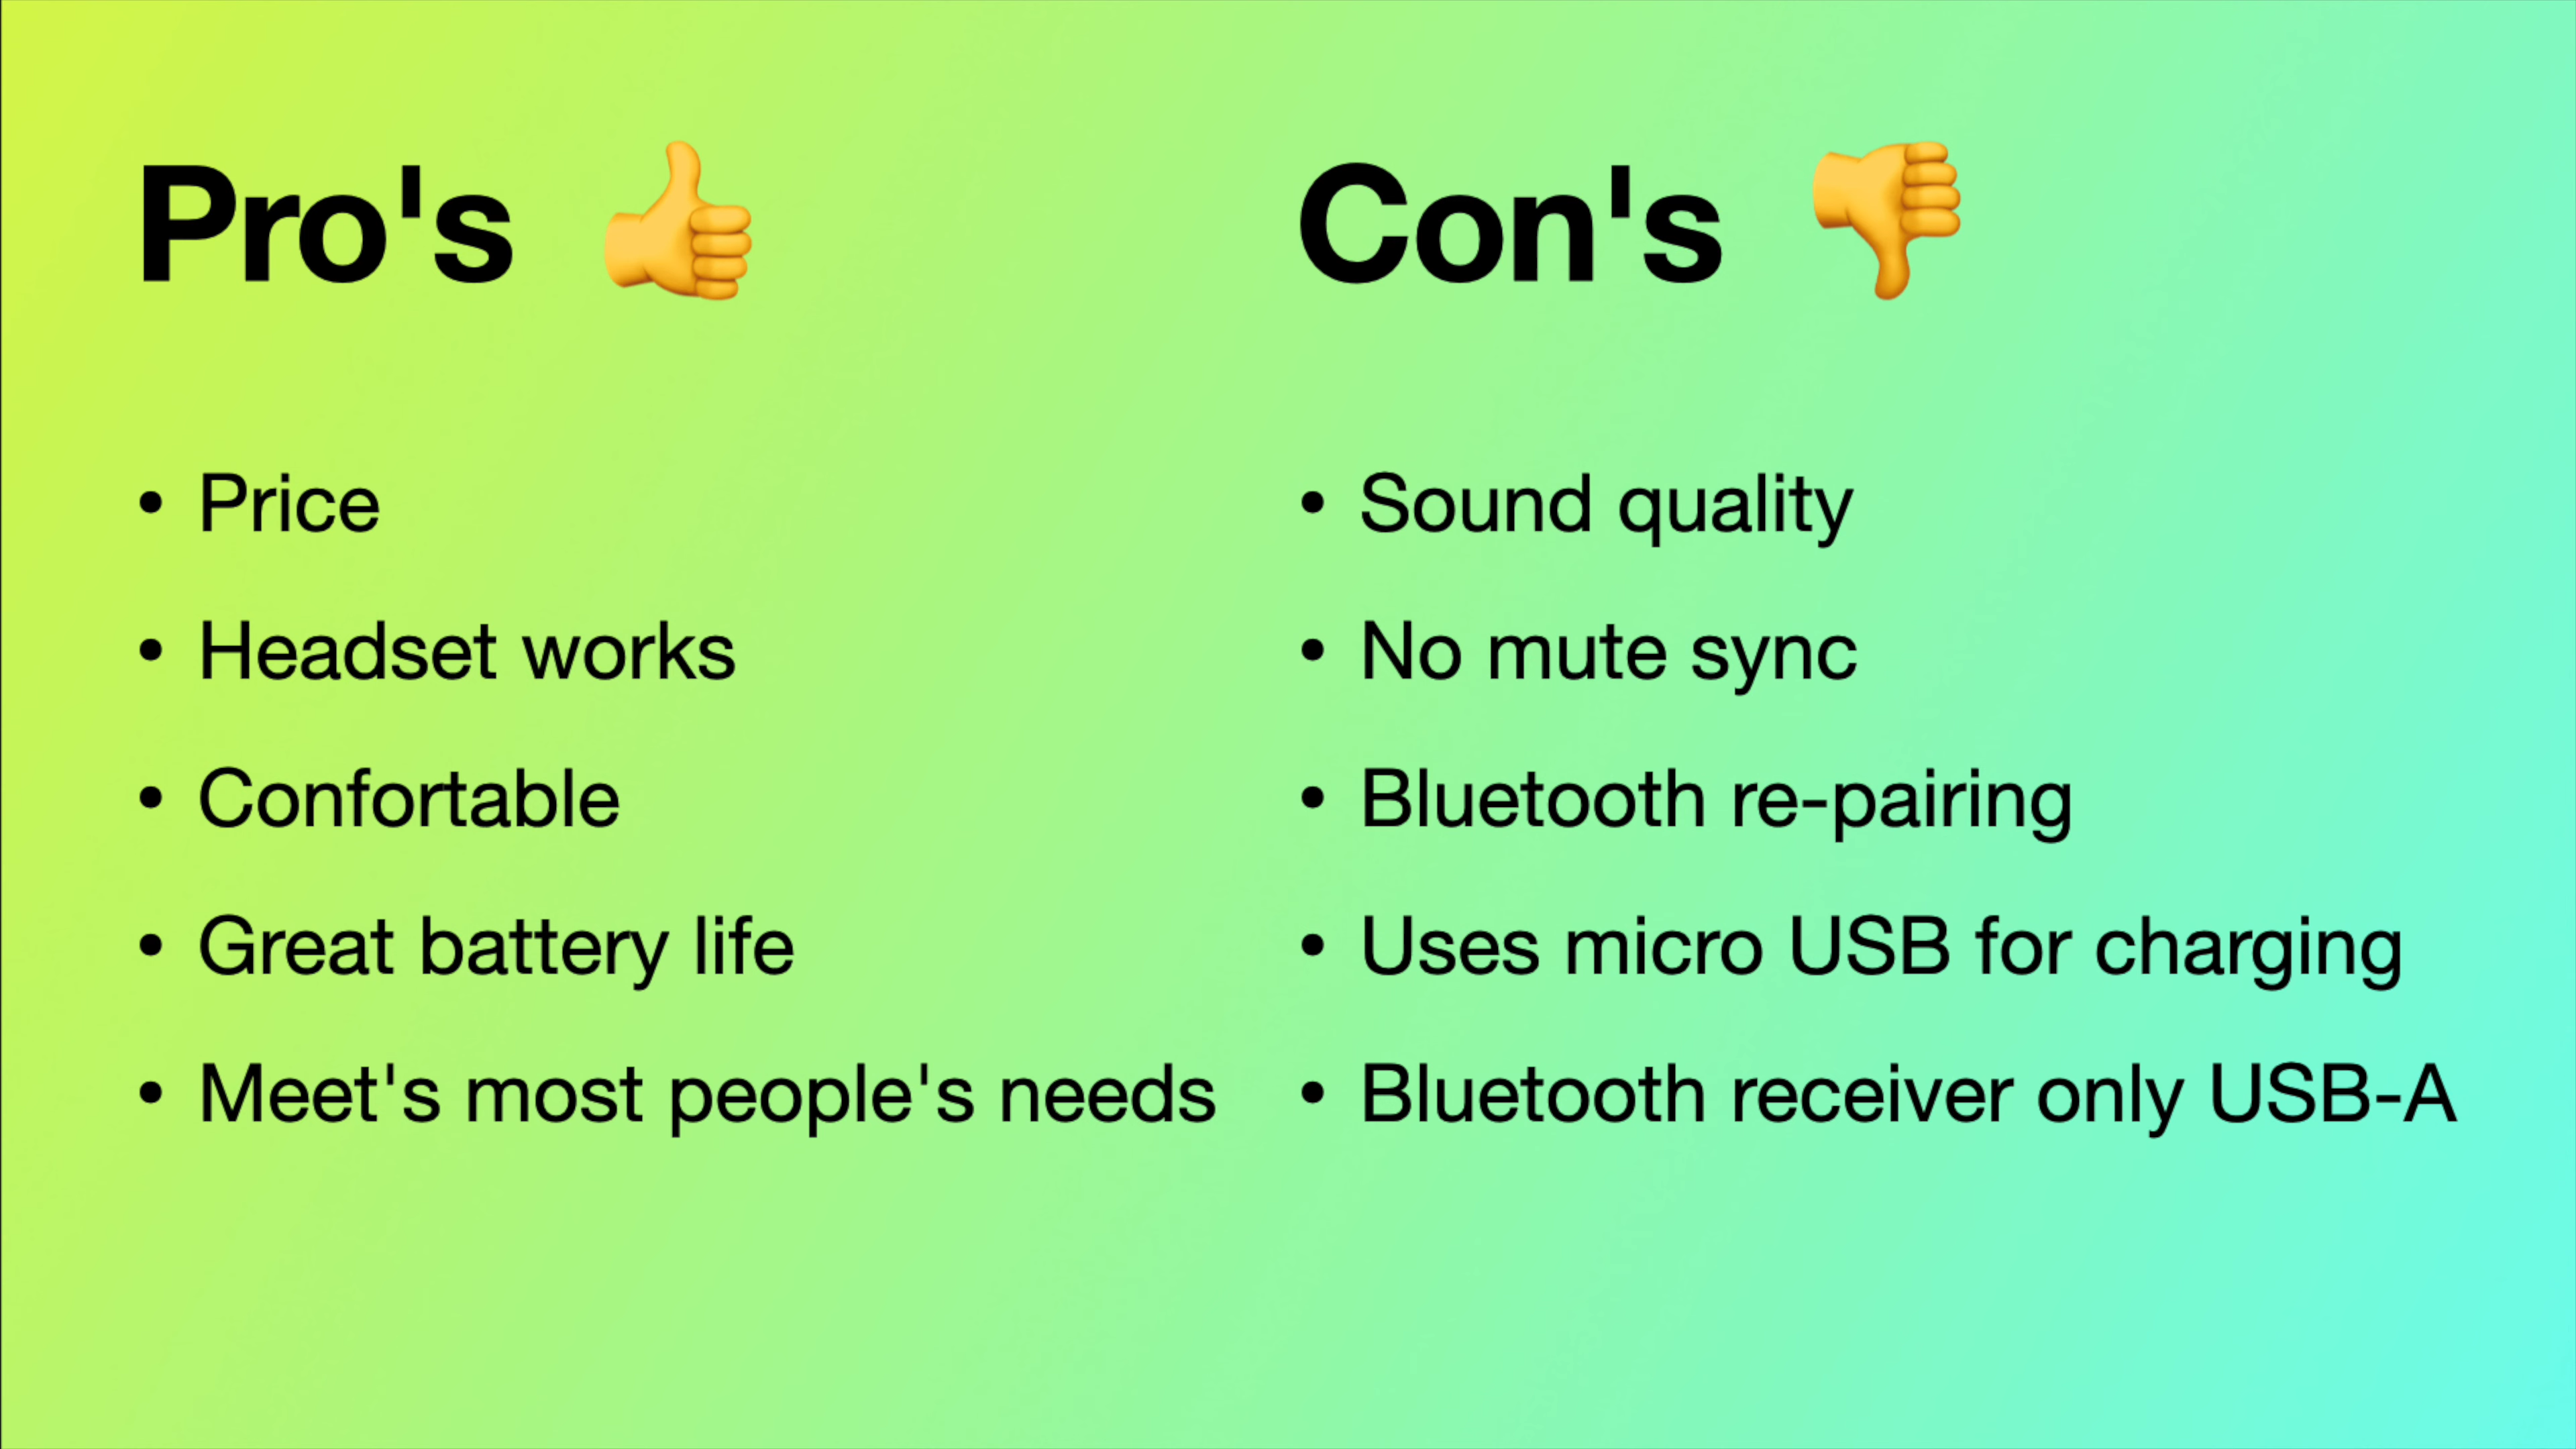 Pro's 👍
• Price
• Headset works
• Confortable
• Great battery life
• Meet's most people's needs
Con's 👎
• Sound quality
• No mute sync
• Bluetooth re-pairing
• Uses micro USB for charging
• Bluetooth receiver only USB-A